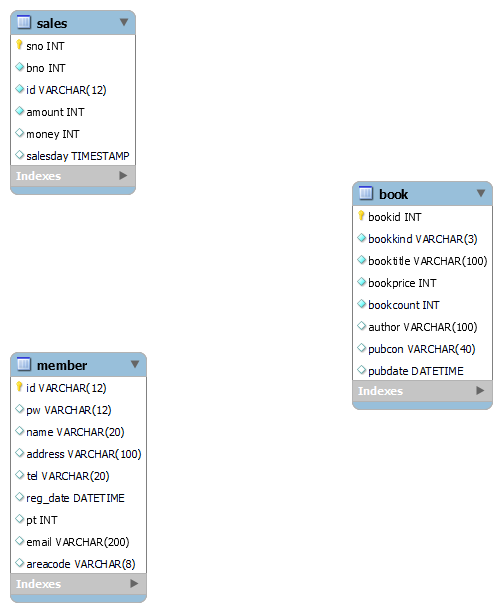 sales
sno INT
bno INT
id VARCHAR(12)
amount INT
money INT
salesday TIMESTAMP
Indexes
book
bookid INT
bookkind VARCHAR(3)
booktitle VARCHAR(100)
bookprice INT
bookcount INT
author VARCHAR(100)
pubcon VARCHAR(40)
pubdate DATETIME
Indexes
member
id VARCHAR(12)
pw VARCHAR(12)
name VARCHAR(20)
address VARCHAR(100)
tel VARCHAR(20)
reg_date DATETIME
pt INT
email VARCHAR(200)
areacode VARCHAR(8)
Indexes